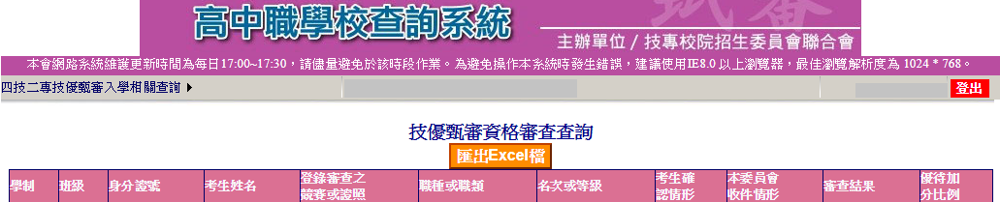 高中職學校查詢系統
甄審
主辦單位 / 技專校院招生委員會聯合會
本會網路系統維護更新時間為每日17:00~17:30，請儘量避免於該時段作業。為避免操作本系統時發生錯誤，建議使用IE8.0 以上瀏覽器，最佳瀏覽解析度為 1024 * 768。
四技二專技優甄審入學相關查詢
登出
技優甄審資格審查查詢
匯出Excel檔
學制 班級 身分證號 考生姓名 登錄審查之競賽或證照 職種或職類 名次或等級 考生確認情形 本委員會收件情形 審查結果 優待加分比例